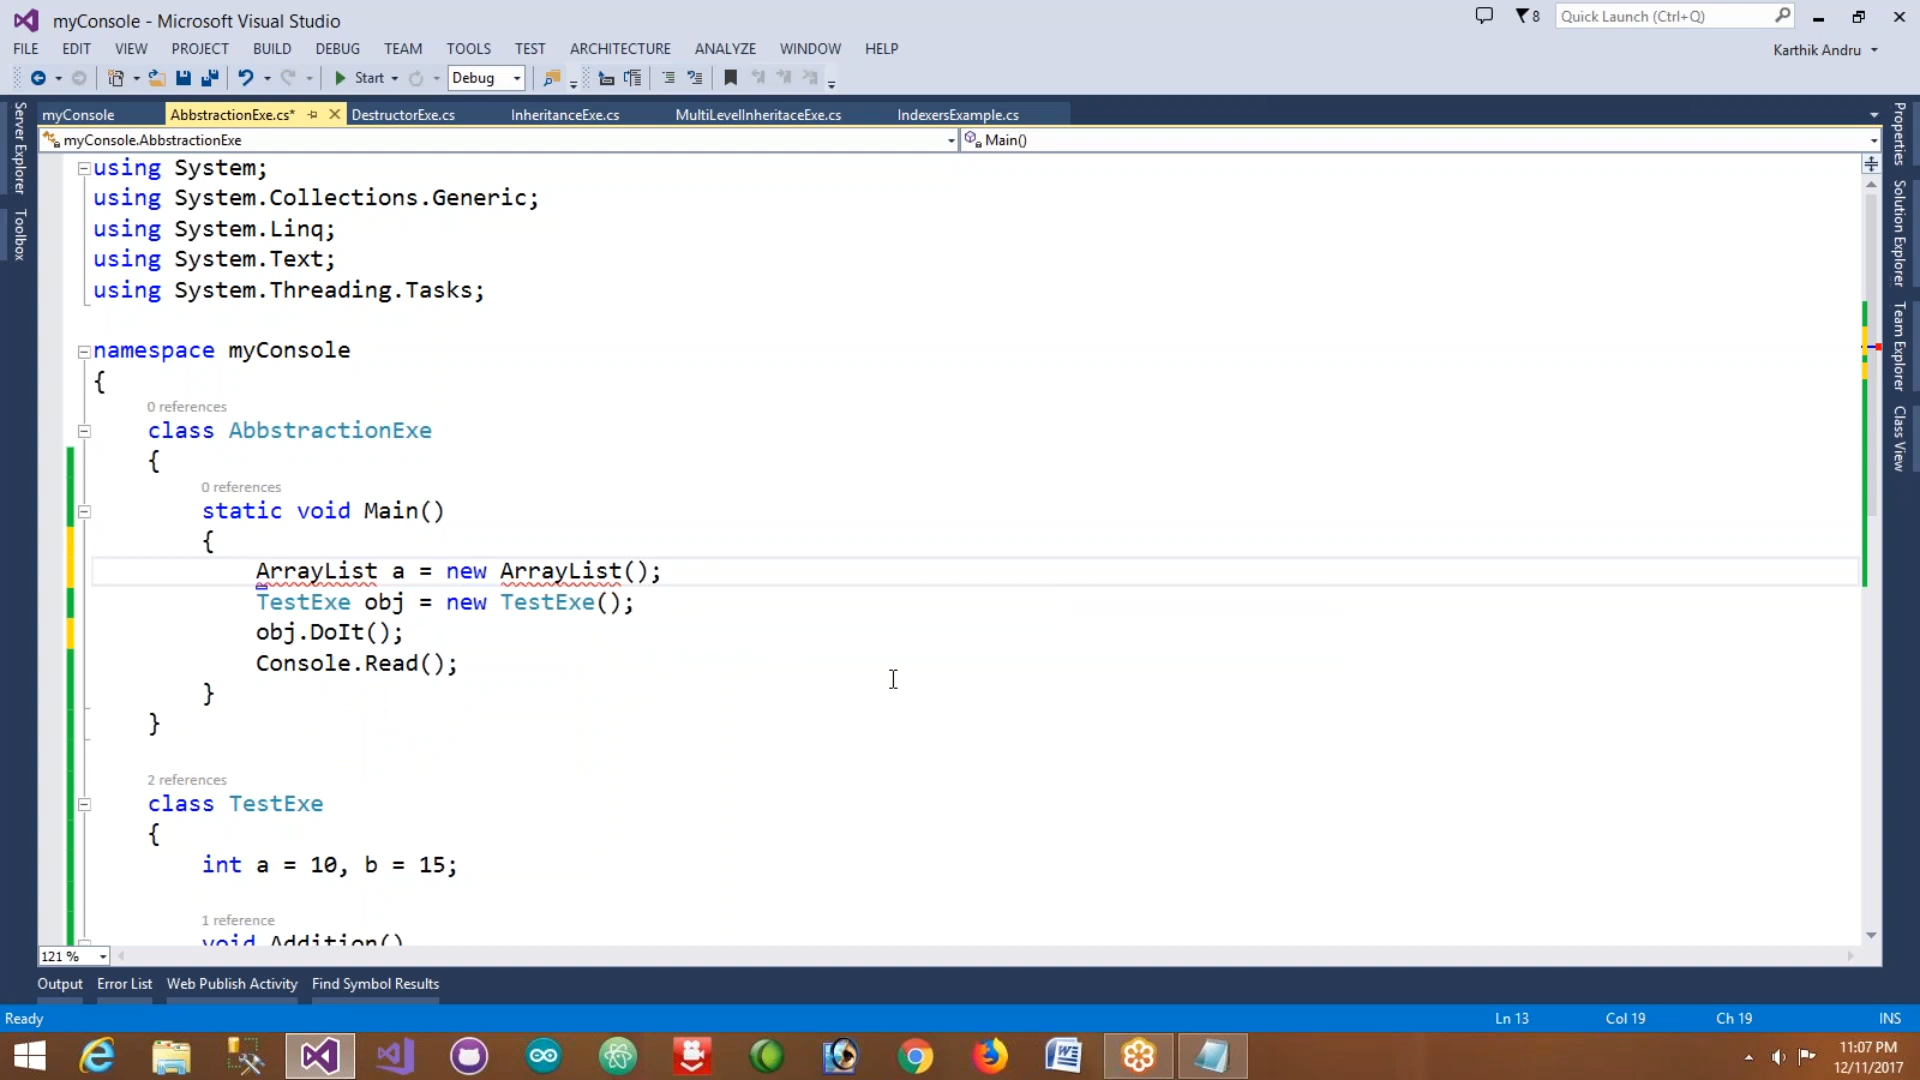 myConsole - Microsoft Visual Studio
8
Quick Launch (Ctrl+Q)
FILE EDIT VIEW PROJECT BUILD DEBUG TEAM TOOLS TEST ARCHITECTURE ANALYZE WINDOW HELP
Karthik Andru
Start
Debug
myConsole AbbstractionExe.cs* DestructorExe.cs InheritanceExe.cs MultiLevelInheritaceExe.cs IndexersExample.cs
myConsole.AbbstractionExe
Main()
Server Explorer
Toolbox
Properties
Solution Explorer
Team Explorer
Class View
using System;
using System.Collections.Generic;
using System.Linq;
using System.Text;
using System.Threading.Tasks;
namespace myConsole
{
0 references
class AbbstractionExe
{
0 references
static void Main()
{
ArrayList a = new ArrayList();
TestExe obj = new TestExe();
obj.DoIt();
Console.Read();
}
}
2 references
class TestExe
{
int a = 10, b = 15;
1 reference
void Addition()
121 %
Output Error List Web Publish Activity Find Symbol Results
Ready
Ln 13 Col 19 Ch 19 INS
11:07 PM
12/11/2017